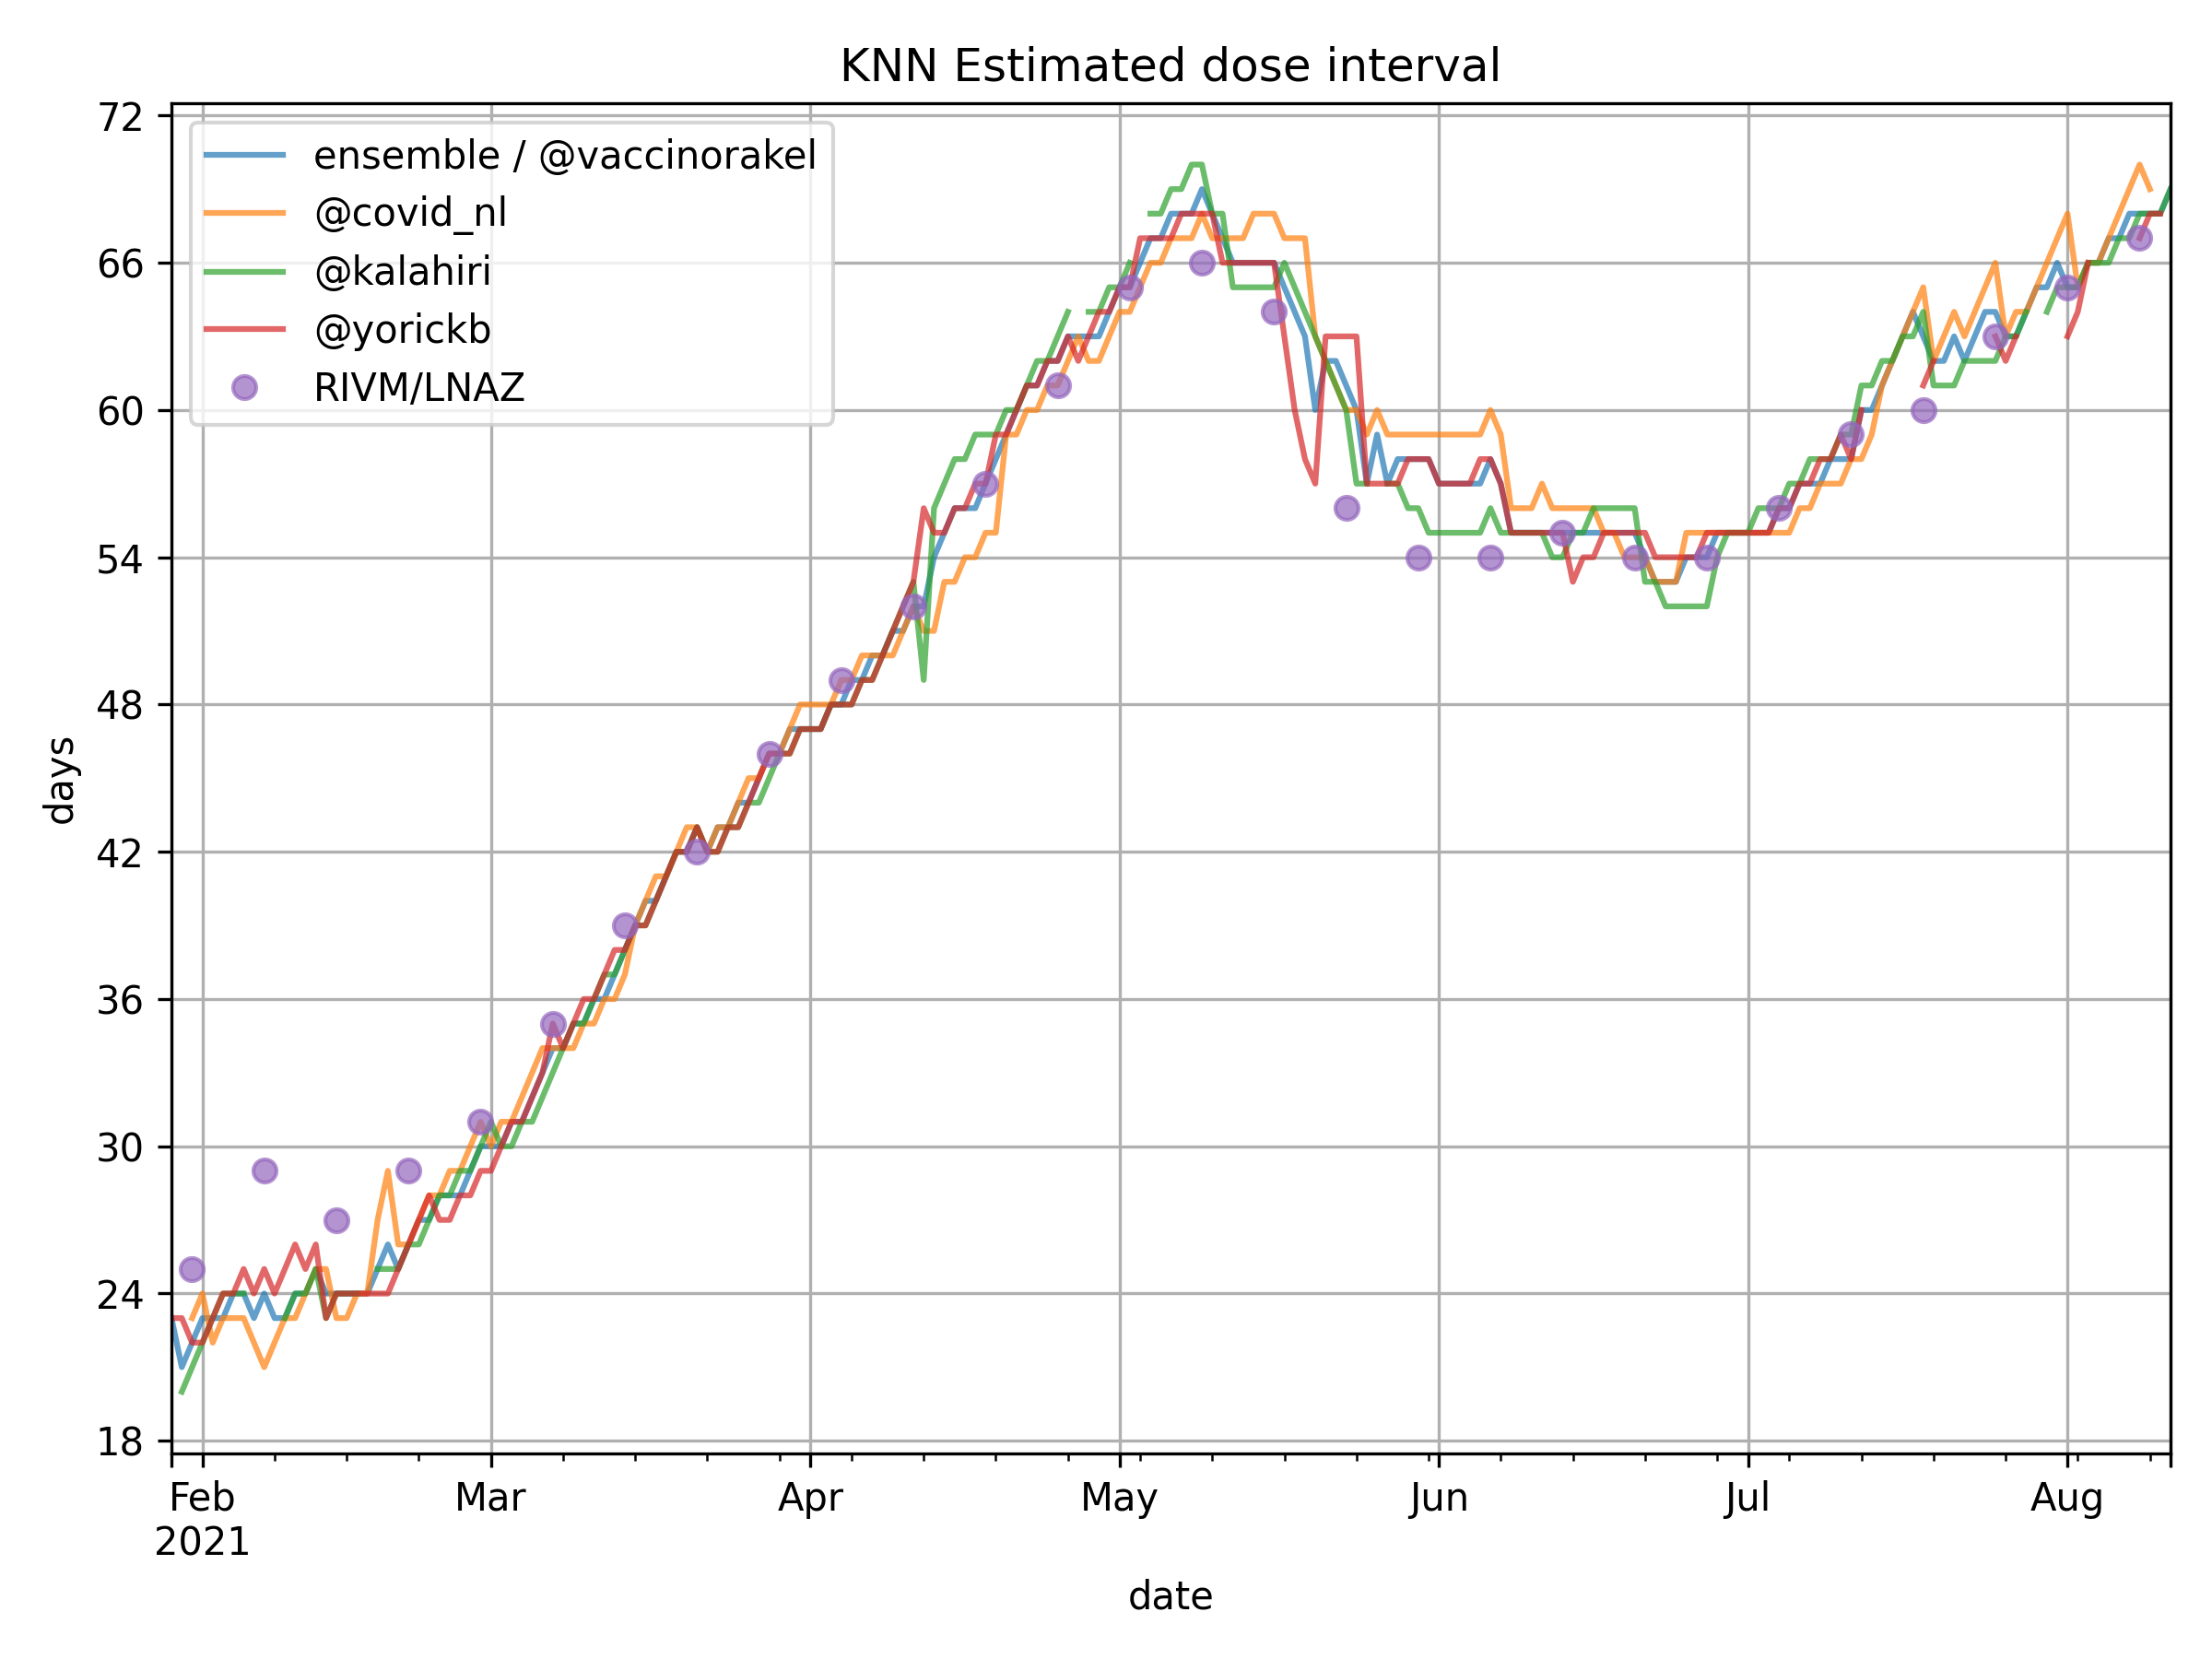 KNN Estimated dose interval
72
66
60
54
48
42
36
30
24
18
days
ensemble / @vaccinorakel
@covid_nl
@kalahiri
@yorickb
RIVM/LNAZ
Feb Mar Apr May Jun Jul Aug
2021
date